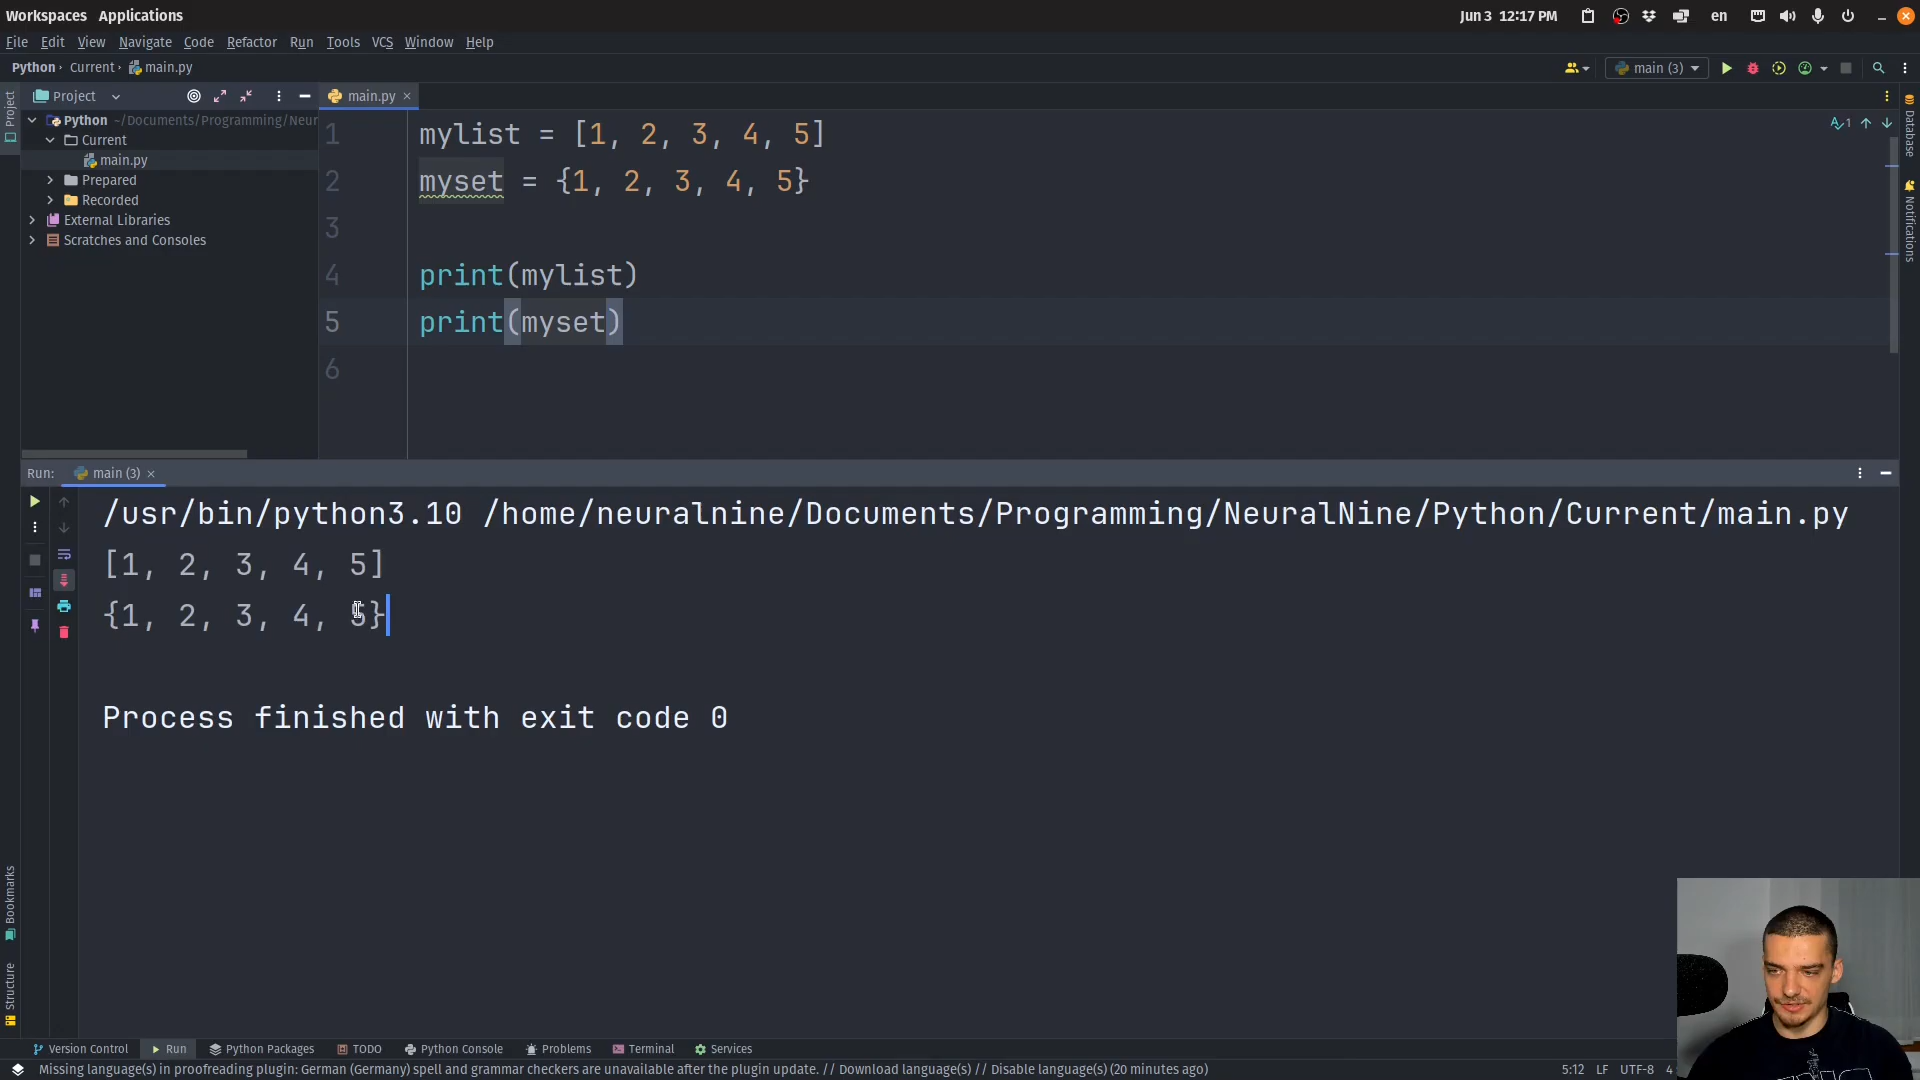 Workspaces Applications
Jun 3 12:17 PM
en
File Edit View Navigate Code Refactor Run Tools VCS Window Help
Python › Current › main.py
main (3)
Project
main.py
Python ~/Documents/Programming/Neur
Current
main.py
Prepared
Recorded
External Libraries
Scratches and Consoles
Project
Database
Notifications
1 mylist = [1, 2, 3, 4, 5]
2 myset = {1, 2, 3, 4, 5}
3
4 print(mylist)
5 print(myset)
6
1
Run: main (3)
/usr/bin/python3.10 /home/neuralnine/Documents/Programming/NeuralNine/Python/Current/main.py
[1, 2, 3, 4, 5]
{1, 2, 3, 4, 5}
Process finished with exit code 0
Bookmarks
Structure
Version Control Run Python Packages TODO Python Console Problems Terminal Services
Missing language(s) in proofreading plugin: German (Germany) spell and grammar checkers are unavailable after the plugin update. // Download language(s) // Disable language(s) (20 minutes ago)
5:12 LF UTF-8 4